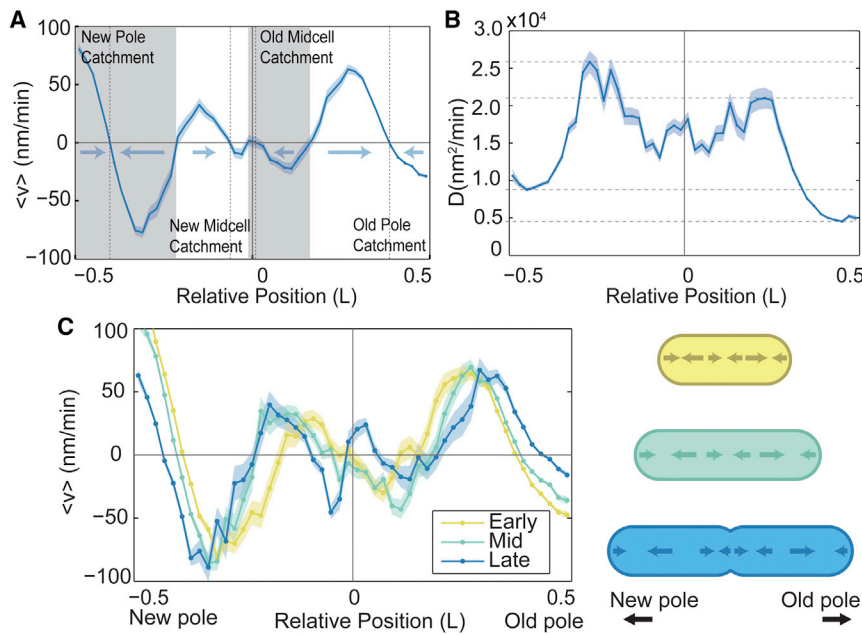 A
New Pole
Catchment
Old Midcell
Catchment
New Midcell
Catchment
Old Pole
Catchment
100
50
0
−50
−100
<v> (nm/min)
−0.5
0
0.5
Relative Position (L)
B
3.0
x10⁴
2.5
2.0
1.5
1.0
0.5
0
D(nm²/min)
−0.5
0
0.5
Relative Position (L)
C
100
50
0
−50
−100
<v> (nm/min)
Early
Mid
Late
−0.5
0
0.5
New pole
Relative Position (L)
Old pole
New pole
Old pole